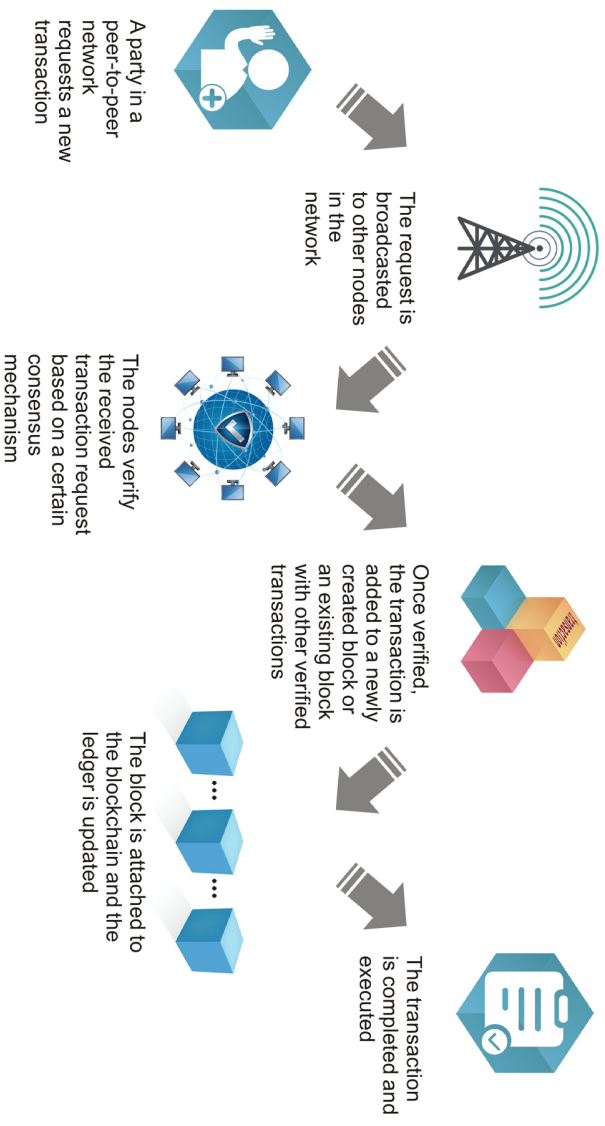 A party in a
peer-to-peer
network
requests a new
transaction
The request is
broadcasted
to other nodes
in the
network
The nodes verify
the received
transaction request
based on a certain
consensus
mechanism
Transaction
Once verified,
the transaction is
added to a newly
created block or
an existing block
with other verified
transactions
The block is attached to
the blockchain and the
ledger is updated
The transaction
is completed and
executed